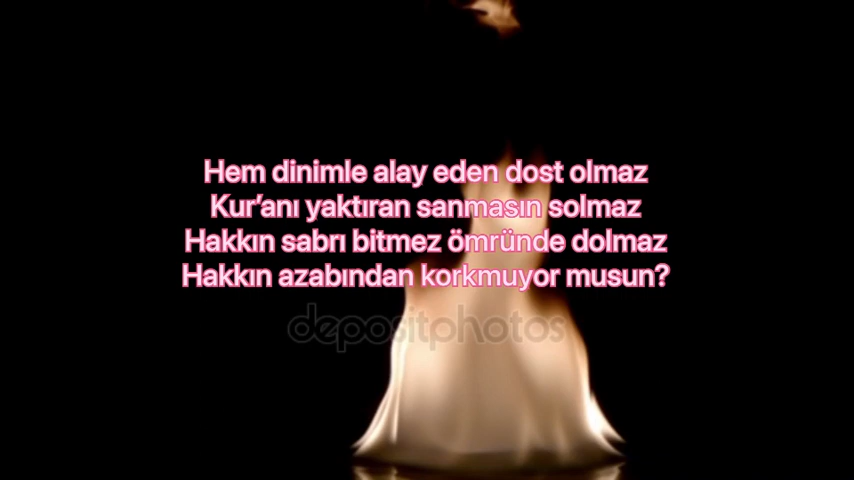 Hem dinimle alay eden dost olmaz
Kur'anı yaktıran sanmasın solmaz
Hakkın sabrı bitmez ömründe dolmaz
Hakkın azabından korkmuyor musun?
depositphotos